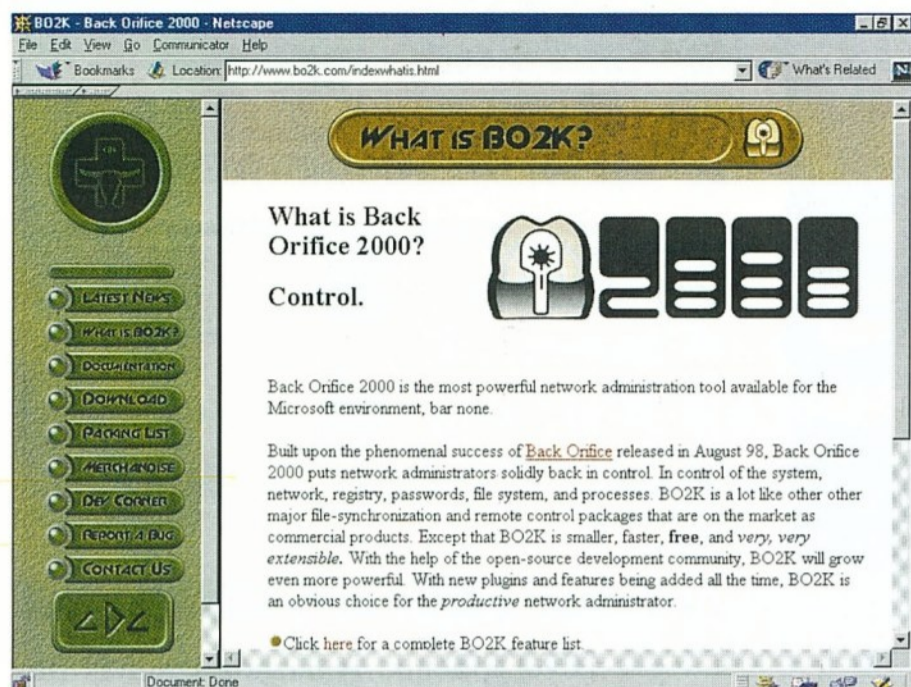 BO2K - Back Orifice 2000 - Netscape
File Edit View Go Communicator Help
Bookmarks Location: http://www.bo2k.com/indexwhatis.html What's Related N
WHAT IS BO2K?
LATEST NEWS
WHAT IS BO2K?
DOCUMENTATION
DOWNLOAD
PACKING LIST
MERCHANDISE
DEV CORNER
REPORT A BUG
CONTACT US
What is Back
Orifice 2000?
Control.
2000
Back Orifice 2000 is the most powerful network administration tool available for the
Microsoft environment, bar none.
Built upon the phenomenal success of Back Orifice released in August 98, Back Orifice
2000 puts network administrators solidly back in control. In control of the system,
network, registry, passwords, file system, and processes. BO2K is a lot like other other
major file-synchronization and remote control packages that are on the market as
commercial products. Except that BO2K is smaller, faster, free, and very, very
extensible. With the help of the open-source development community, BO2K will grow
even more powerful. With new plugins and features being added all the time, BO2K is
an obvious choice for the productive network administrator.
Click here for a complete BO2K feature list.
Document: Done